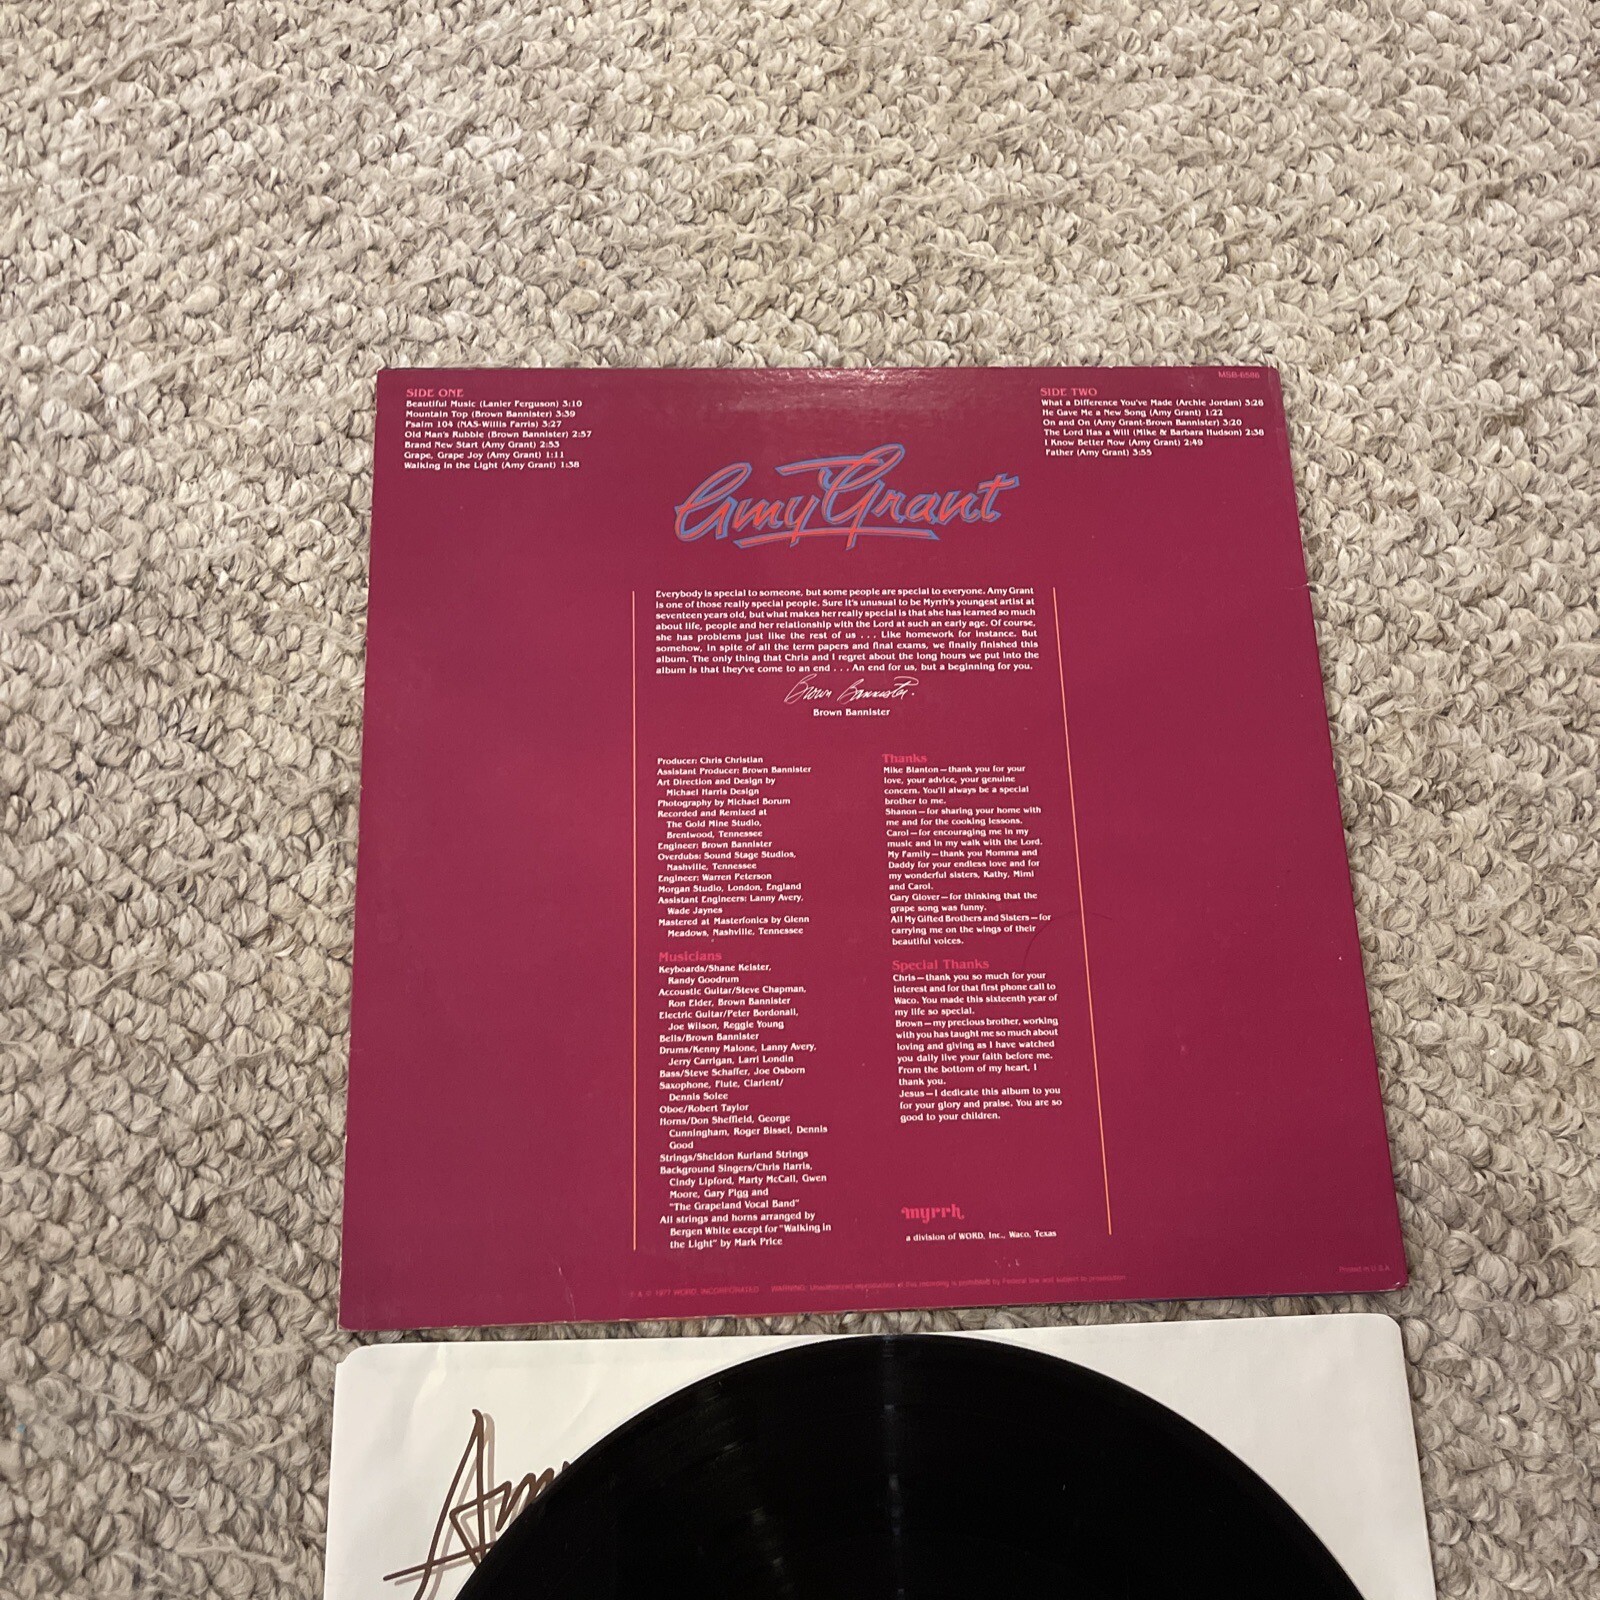 MSB-6586
SIDE ONE
Beautiful Music (Lanier Ferguson) 3:10
Mountain Top (Brown Bannister) 3:39
Psalm 104 (NAS-Willis Farris) 3:27
Old Man's Rubble (Brown Bannister) 2:57
Brand New Start (Amy Grant) 2:53
Grape, Grape Joy (Amy Grant) 1:11
Walking in the Light (Amy Grant) 1:38
SIDE TWO
What a Difference You've Made (Archie Jordan) 3:26
He Gave Me a New Song (Amy Grant) 1:22
On and On (Amy Grant-Brown Bannister) 3:20
The Lord Has a Will (Mike & Barbara Hudson) 2:38
I Know Better Now (Amy Grant) 2:49
Father (Amy Grant) 3:55
Amy Grant
Everybody is special to someone, but some people are special to everyone. Amy Grant
is one of those really special people. Sure it's unusual to be Myrrh's youngest artist at
seventeen years old, but what makes her really special is that she has learned so much
about life, people and her relationship with the Lord at such an early age. Of course,
she has problems just like the rest of us . . . Like homework for instance. But
somehow, in spite of all the term papers and final exams, we finally finished this
album. The only thing that Chris and I regret about the long hours we put into the
album is that they've come to an end . . . An end for us, but a beginning for you.
Brown Bannister.
Brown Bannister
Producer: Chris Christian
Assistant Producer: Brown Bannister
Art Direction and Design by
Michael Harris Design
Photography by Michael Borum
Recorded and Remixed at
The Gold Mine Studio,
Brentwood, Tennessee
Engineer: Brown Bannister
Overdubs: Sound Stage Studios,
Nashville, Tennessee
Engineer: Warren Peterson
Morgan Studio, London, England
Assistant Engineers: Lanny Avery,
Wade Jaynes
Mastered at Masterfonics by Glenn
Meadows, Nashville, Tennessee
Musicians
Keyboards/Shane Keister,
Randy Goodrum
Accoustic Guitar/Steve Chapman,
Ron Elder, Brown Bannister
Electric Guitar/Peter Bordonali,
Joe Wilson, Reggie Young
Bells/Brown Bannister
Drums/Kenny Malone, Lanny Avery,
Jerry Carrigan, Larri Londin
Bass/Steve Schaffer, Joe Osborn
Saxophone, Flute, Clarient/
Dennis Solee
Oboe/Robert Taylor
Horns/Don Sheffield, George
Cunningham, Roger Bissel, Dennis
Good
Strings/Sheldon Kurland Strings
Background Singers/Chris Harris,
Cindy Lipford, Marty McCall, Gwen
Moore, Gary Pigg and
"The Grapeland Vocal Band"
All strings and horns arranged by
Bergen White except for "Walking in
the Light" by Mark Price
Thanks
Mike Blanton—thank you for your
love, your advice, your genuine
concern. You'll always be a special
brother to me.
Shanon—for sharing your home with
me and for the cooking lessons.
Carol—for encouraging me in my
music and in my walk with the Lord.
My Family—thank you Momma and
Daddy for your endless love and for
my wonderful sisters, Kathy, Mimi
and Carol.
Gary Glover—for thinking that the
grape song was funny.
All My Gifted Brothers and Sisters—for
carrying me on the wings of their
beautiful voices.
Special Thanks
Chris—thank you so much for your
interest and for that first phone call to
Waco. You made this sixteenth year of
my life so special.
Brown—my precious brother, working
with you has taught me so much about
loving and giving as I have watched
you daily live your faith before me.
From the bottom of my heart, I
thank you.
Jesus—I dedicate this album to you
for your glory and praise. You are so
good to your children.
myrrh
a division of WORD, Inc., Waco, Texas
Printed in U.S.A.
℗ & © 1977 WORD, INCORPORATED WARNING: Unauthorized reproduction of this recording is prohibited by Federal law and subject to prosecution
Amy